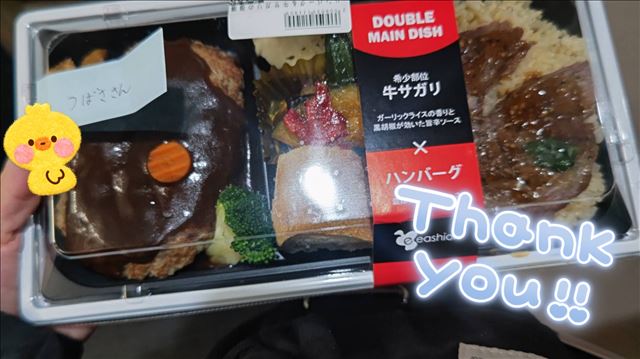 つばささん
DOUBLE
MAIN DISH
希少部位
牛サガリ
ガーリックライスの香りと
黒胡椒が効いた旨辛ソース
×
ハンバーグ
eashio
Thank
you!!